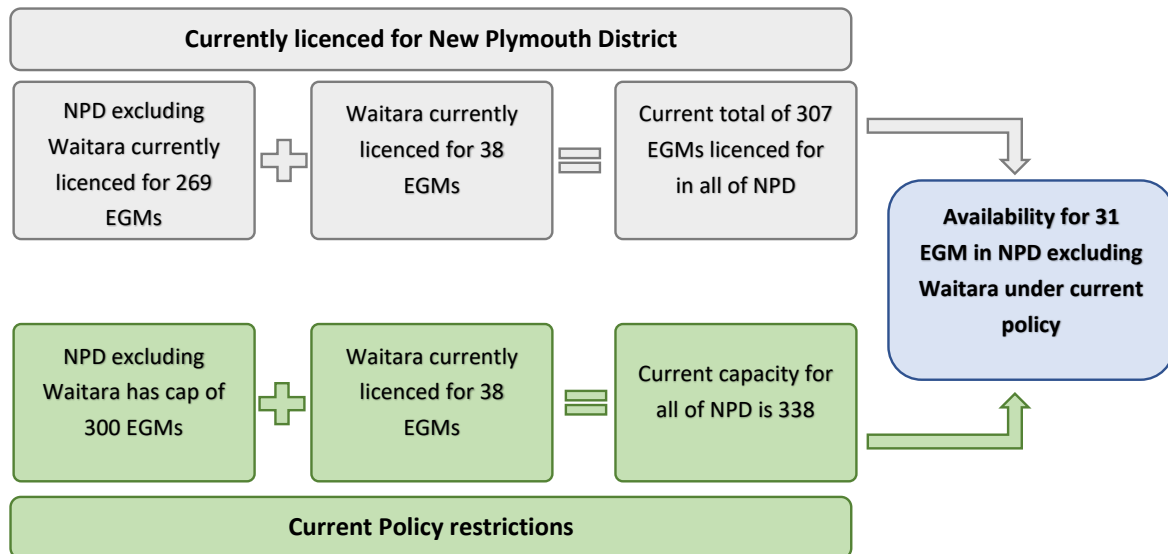 Currently licenced for New Plymouth District
NPD excluding
Waitara currently
licenced for 269
EGMs
Waitara currently
licenced for 38
EGMs
Current total of 307
EGMs licenced for
in all of NPD
Availability for 31
EGM in NPD excluding
Waitara under current
policy
NPD excluding
Waitara has cap of
300 EGMs
Waitara currently
licenced for 38
EGMs
Current capacity for
all of NPD is 338
Current Policy restrictions